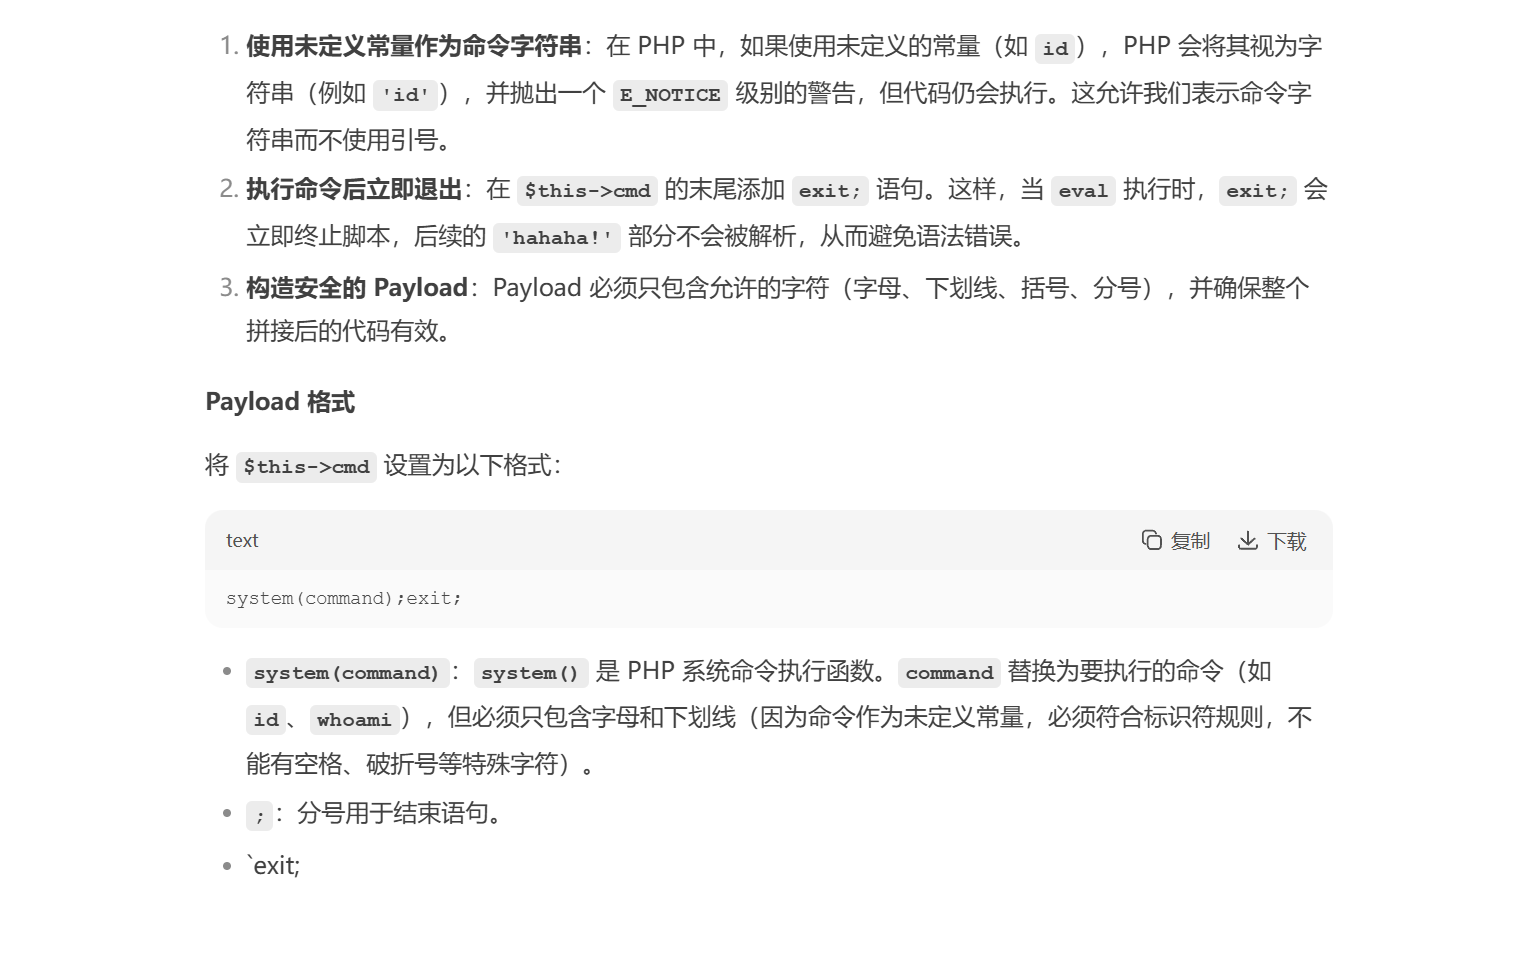 1. 使用未定义常量作为命令字符串：在 PHP 中，如果使用未定义的常量（如 id），PHP 会将其视为字
符串（例如 'id'），并抛出一个 E_NOTICE 级别的警告，但代码仍会执行。这允许我们表示命令字
符串而不使用引号。
2. 执行命令后立即退出：在 $this->cmd 的末尾添加 exit; 语句。这样，当 eval 执行时，exit; 会
立即终止脚本，后续的 'hahaha!' 部分不会被解析，从而避免语法错误。
3. 构造安全的 Payload：Payload 必须只包含允许的字符（字母、下划线、括号、分号），并确保整个
拼接后的代码有效。
Payload 格式
将 $this->cmd 设置为以下格式：
text 复制 下载
system(command);exit;
• system(command)：system() 是 PHP 系统命令执行函数。command 替换为要执行的命令（如
id、whoami），但必须只包含字母和下划线（因为命令作为未定义常量，必须符合标识符规则，不
能有空格、破折号等特殊字符）。
• ;：分号用于结束语句。
• `exit;